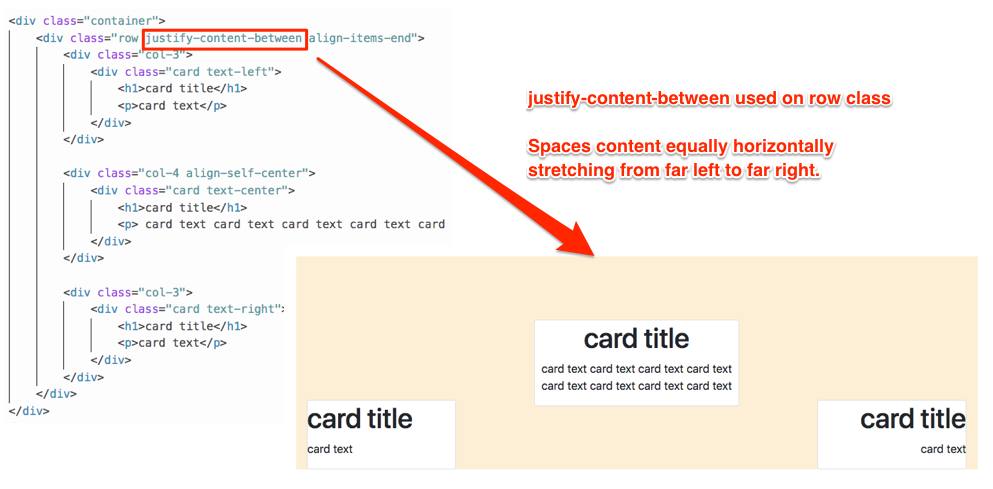 <div class="container">
<div class="row justify-content-between align-items-end">
<div class="col-3">
<div class="card text-left">
<h1>card title</h1>
<p>card text</p>
</div>
</div>
<div class="col-4 align-self-center">
<div class="card text-center">
<h1>card title</h1>
<p> card text card text card text card text card
</div>
</div>
<div class="col-3">
<div class="card text-right">
<h1>card title</h1>
<p>card text</p>
</div>
</div>
</div>
</div>
justify-content-between used on row class
Spaces content equally horizontally
stretching from far left to far right.
card title
card text card text card text card text
card text card text card text card text
card title
card text
card title
card text